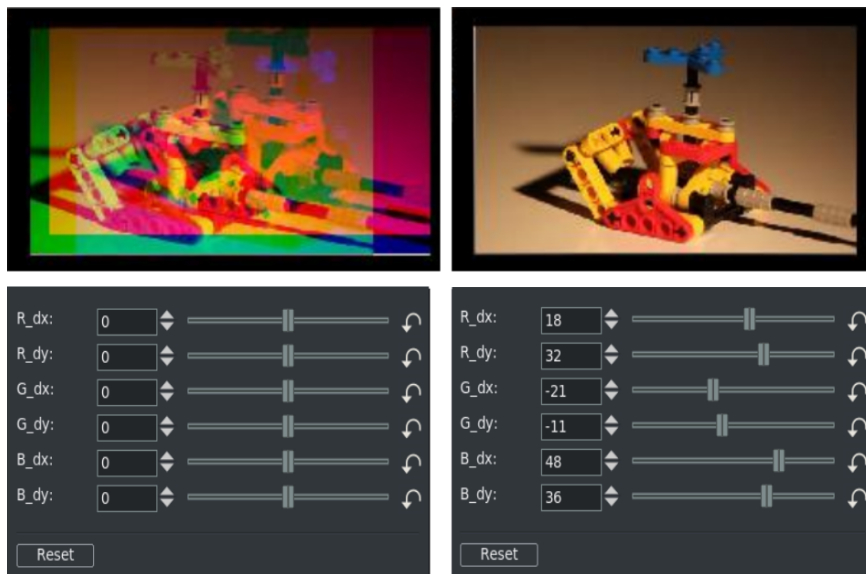 R_dx: 0
R_dy: 0
G_dx: 0
G_dy: 0
B_dx: 0
B_dy: 0
Reset
R_dx: 18
R_dy: 32
G_dx: -21
G_dy: -11
B_dx: 48
B_dy: 36
Reset